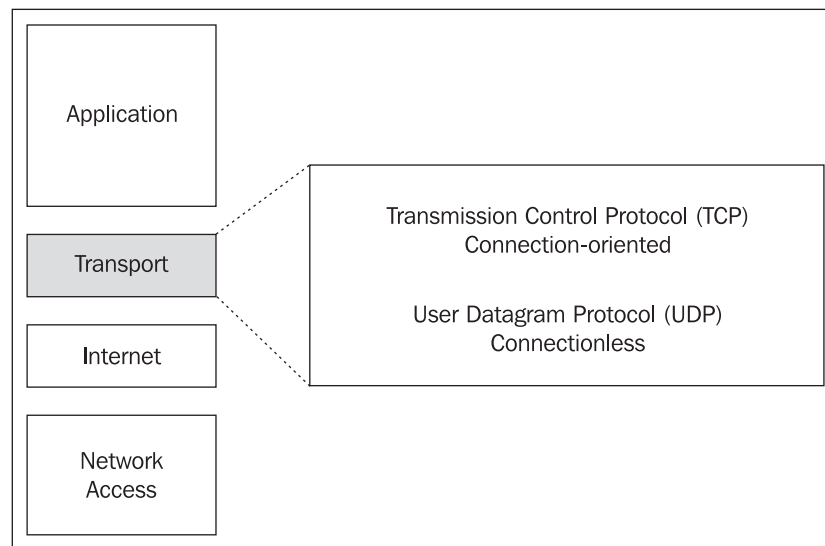 Application
Transport
Internet
Network
Access
Transmission Control Protocol (TCP)
Connection-oriented
User Datagram Protocol (UDP)
Connectionless